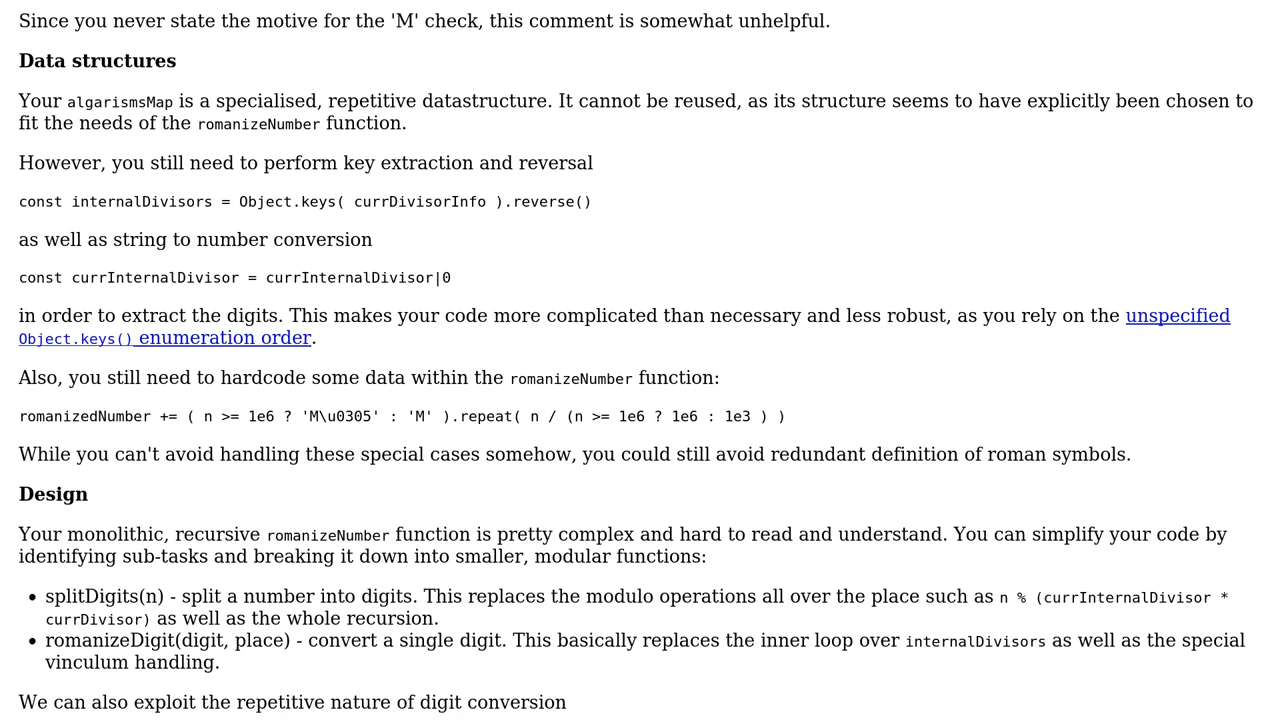 Since you never state the motive for the 'M' check, this comment is somewhat unhelpful.
Data structures
Your algarismsMap is a specialised, repetitive datastructure. It cannot be reused, as its structure seems to have explicitly been chosen to
fit the needs of the romanizeNumber function.
However, you still need to perform key extraction and reversal
const internalDivisors = Object.keys( currDivisorInfo ).reverse()
as well as string to number conversion
const currInternalDivisor = currInternalDivisor|0
in order to extract the digits. This makes your code more complicated than necessary and less robust, as you rely on the unspecified
Object.keys() enumeration order.
Also, you still need to hardcode some data within the romanizeNumber function:
romanizedNumber += ( n >= 1e6 ? 'M\u0305' : 'M' ).repeat( n / (n >= 1e6 ? 1e6 : 1e3 ) )
While you can't avoid handling these special cases somehow, you could still avoid redundant definition of roman symbols.
Design
Your monolithic, recursive romanizeNumber function is pretty complex and hard to read and understand. You can simplify your code by
identifying sub-tasks and breaking it down into smaller, modular functions:
• splitDigits(n) - split a number into digits. This replaces the modulo operations all over the place such as n % (currInternalDivisor *
currDivisor) as well as the whole recursion.
• romanizeDigit(digit, place) - convert a single digit. This basically replaces the inner loop over internalDivisors as well as the special
vinculum handling.
We can also exploit the repetitive nature of digit conversion